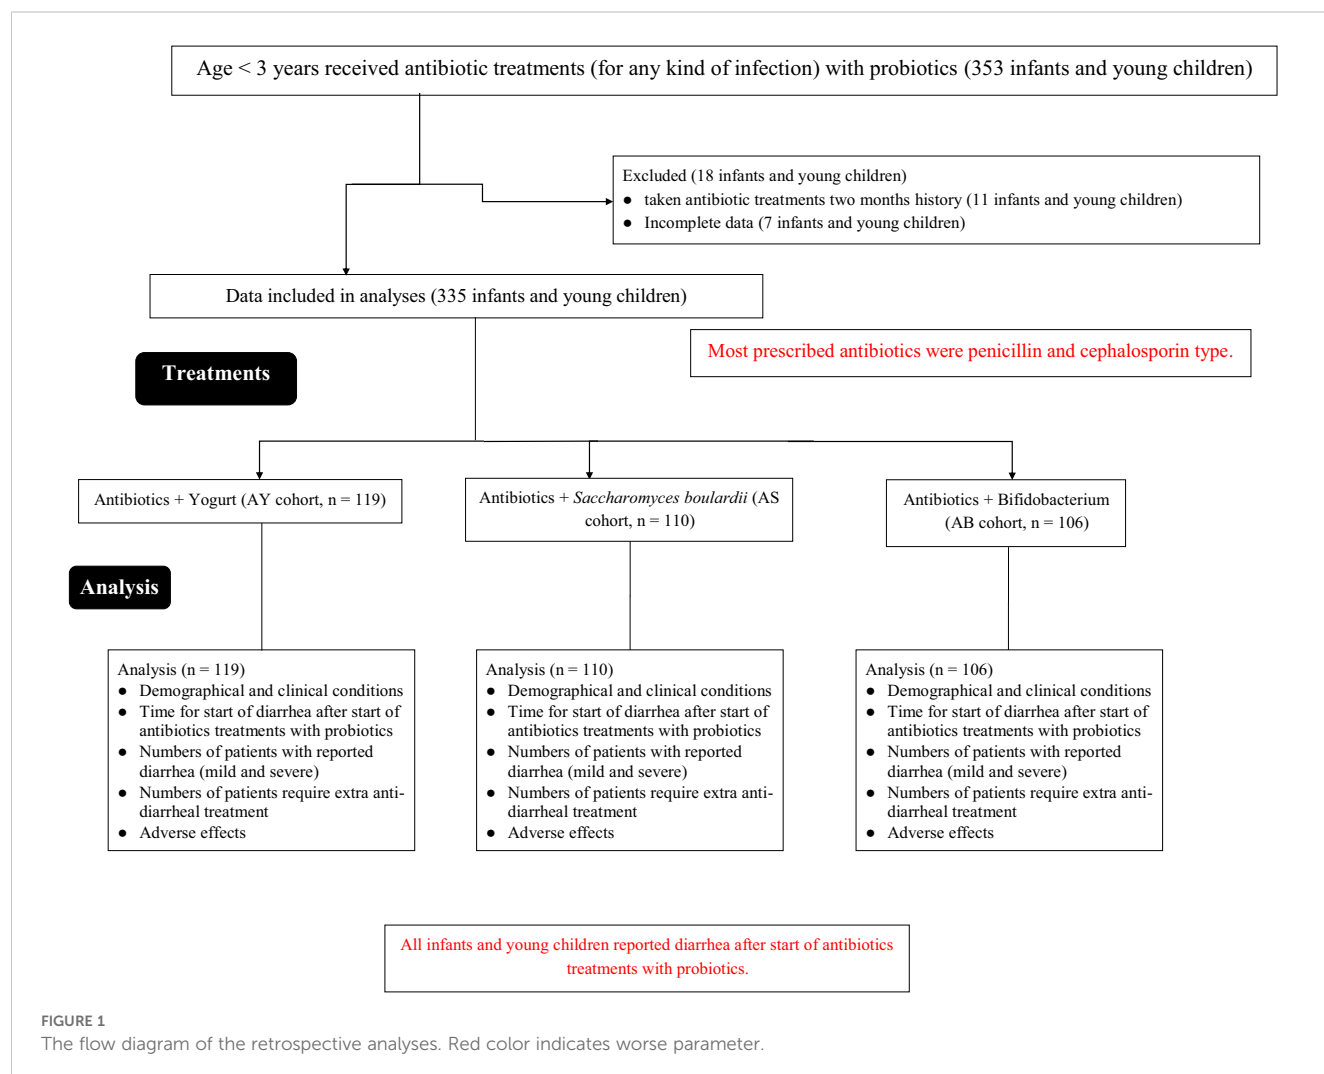 Age < 3 years received antibiotic treatments (for any kind of infection) with probiotics (353 infants and young children)
Excluded (18 infants and young children)
● taken antibiotic treatments two months history (11 infants and young children)
● Incomplete data (7 infants and young children)
Data included in analyses (335 infants and young children)
Most prescribed antibiotics were penicillin and cephalosporin type.
Treatments
Antibiotics + Yogurt (AY cohort, n = 119)
Antibiotics + Saccharomyces boulardii (AS
cohort, n = 110)
Antibiotics + Bifidobacterium
(AB cohort, n = 106)
Analysis
Analysis (n = 119)
● Demographical and clinical conditions
● Time for start of diarrhea after start of
antibiotics treatments with probiotics
● Numbers of patients with reported
diarrhea (mild and severe)
● Numbers of patients require extra anti-
diarrheal treatment
● Adverse effects
Analysis (n = 110)
● Demographical and clinical conditions
● Time for start of diarrhea after start of
antibiotics treatments with probiotics
● Numbers of patients with reported
diarrhea (mild and severe)
● Numbers of patients require extra anti-
diarrheal treatment
● Adverse effects
Analysis (n = 106)
● Demographical and clinical conditions
● Time for start of diarrhea after start of
antibiotics treatments with probiotics
● Numbers of patients with reported
diarrhea (mild and severe)
● Numbers of patients require extra anti-
diarrheal treatment
● Adverse effects
All infants and young children reported diarrhea after start of antibiotics
treatments with probiotics.
FIGURE 1
The flow diagram of the retrospective analyses. Red color indicates worse parameter.